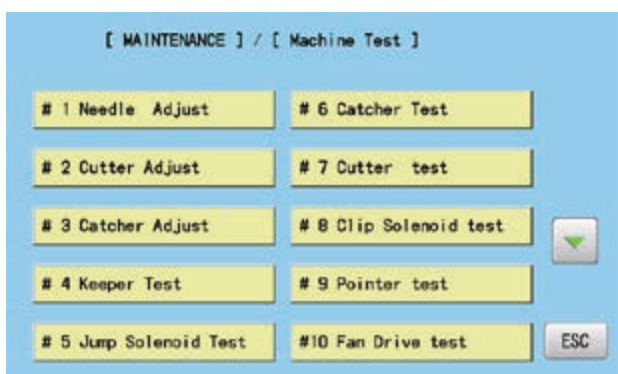 [ MAINTENANCE ] / [ Machine Test ]
# 1 Needle Adjust
# 2 Cutter Adjust
# 3 Catcher Adjust
# 4 Keeper Test
# 5 Jump Solenoid Test
# 6 Catcher Test
# 7 Cutter test
# 8 Clip Solenoid test
# 9 Pointer test
#10 Fan Drive test
ESC